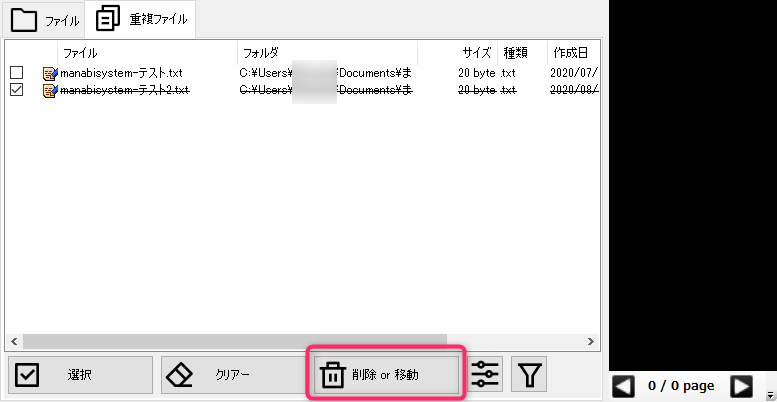 ファイル 重複ファイル
ファイル フォルダ サイズ 種類 作成日
manabisystem-テスト.txt C:¥Users¥ ¥Documents¥ま 20 byte .txt 2020/07/
manabisystem-テスト2.txt C:¥Users¥ ¥Documents¥ま 20 byte .txt 2020/08/
選択 クリアー 削除 or 移動
0 / 0 page